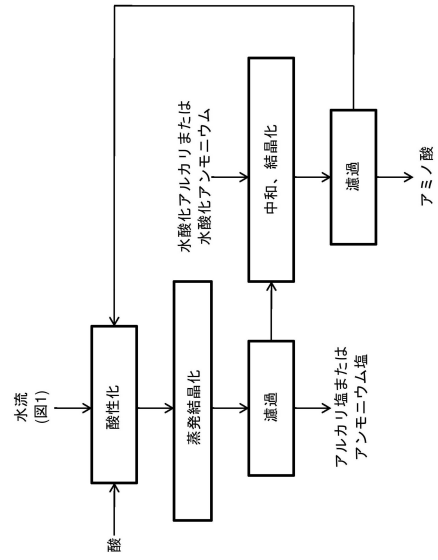 水流
(図1)
酸
酸性化
蒸発結晶化
濾過
アルカリ塩または
アンモニウム塩
水酸化アルカリまたは
水酸化アンモニウム
中和、結晶化
濾過
アミノ酸